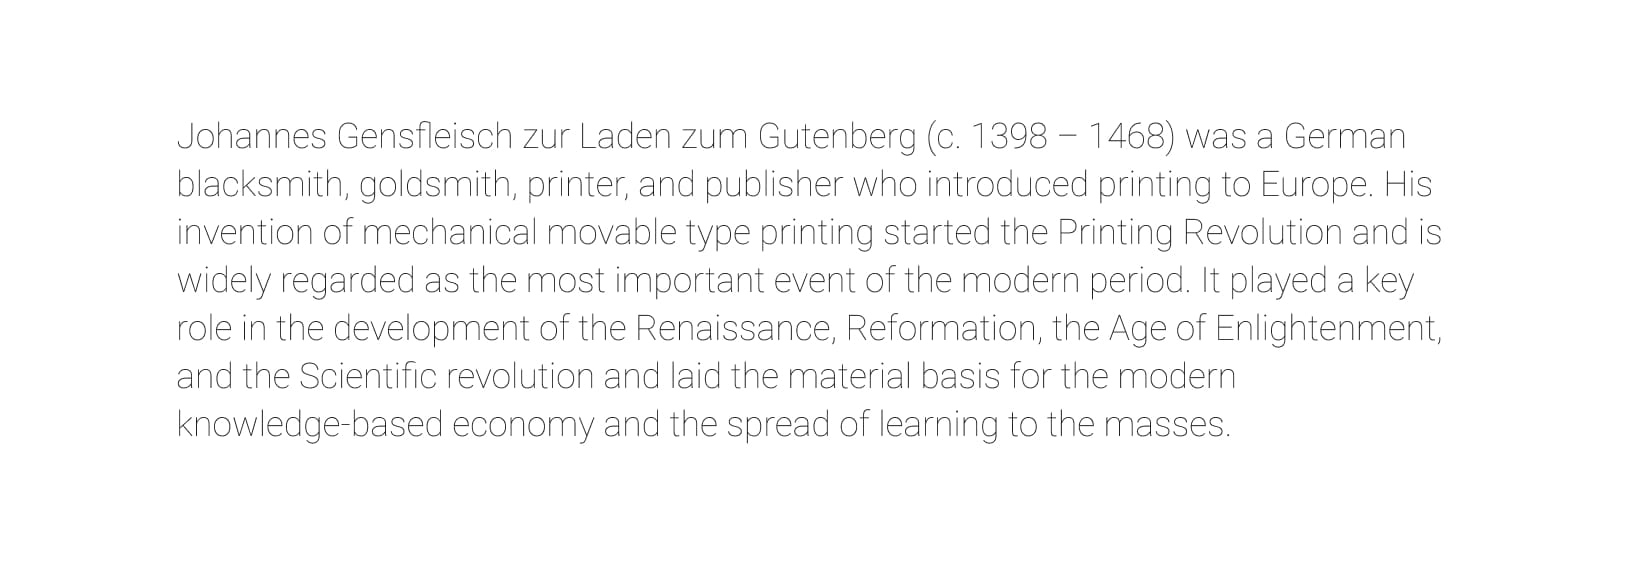 Johannes Gensfleisch zur Laden zum Gutenberg (c. 1398 – 1468) was a German
blacksmith, goldsmith, printer, and publisher who introduced printing to Europe. His
invention of mechanical movable type printing started the Printing Revolution and is
widely regarded as the most important event of the modern period. It played a key
role in the development of the Renaissance, Reformation, the Age of Enlightenment,
and the Scientific revolution and laid the material basis for the modern
knowledge-based economy and the spread of learning to the masses.